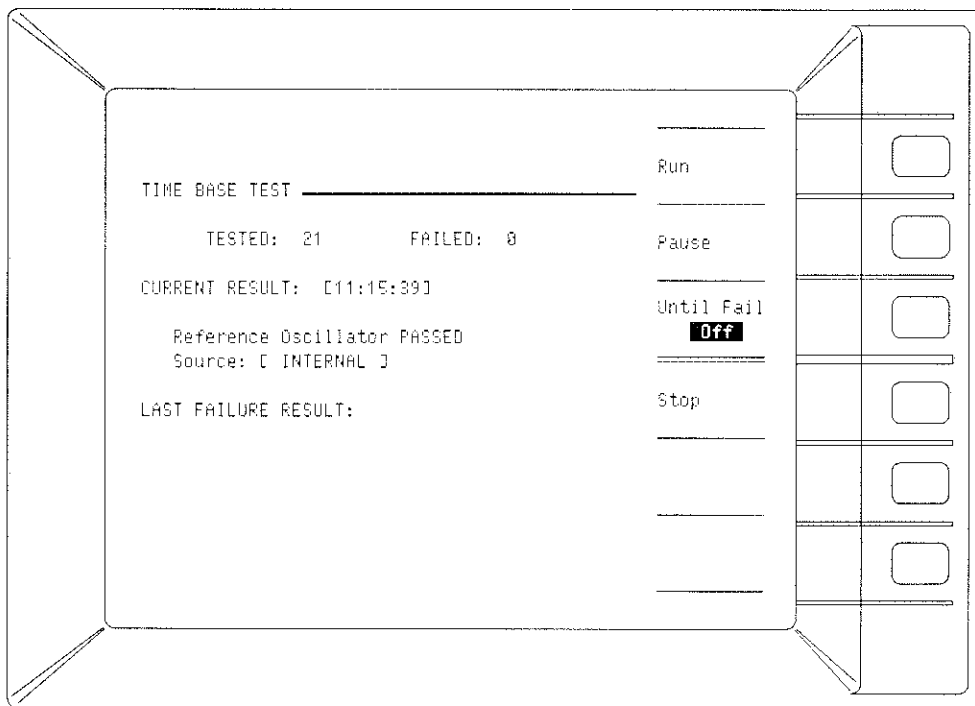 TIME BASE TEST
TESTED: 21 FAILED: 0
CURRENT RESULT: [11:15:39]
Reference Oscillator PASSED
Source: [ INTERNAL ]
LAST FAILURE RESULT:
Run
Pause
Until Fail
Off
Stop